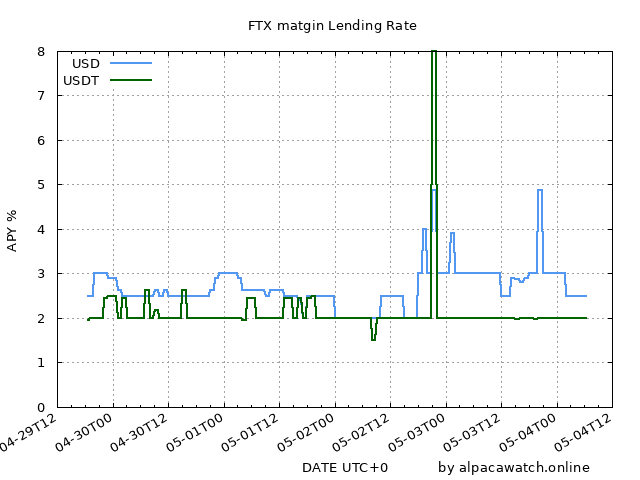 FTX matgin Lending Rate
USD
USDT
8
7
6
5
4
3
2
1
0
APY %
04-29T12 04-30T00 04-30T12 05-01T00 05-01T12 05-02T00 05-02T12 05-03T00 05-03T12 05-04T00 05-04T12
DATE UTC+0 by alpacawatch.online